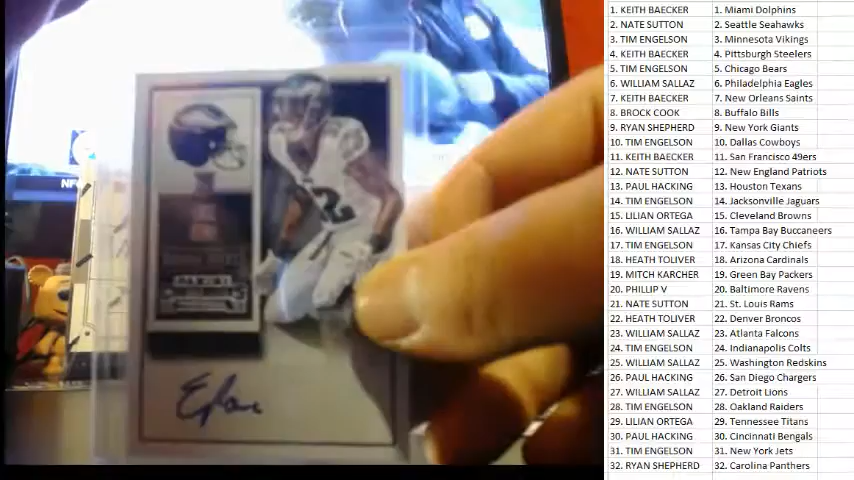 1. KEITH BAECKER 1. Miami Dolphins
2. NATE SUTTON 2. Seattle Seahawks
3. TIM ENGELSON 3. Minnesota Vikings
4. KEITH BAECKER 4. Pittsburgh Steelers
5. TIM ENGELSON 5. Chicago Bears
6. WILLIAM SALLAZ 6. Philadelphia Eagles
7. KEITH BAECKER 7. New Orleans Saints
8. BROCK COOK 8. Buffalo Bills
9. RYAN SHEPHERD 9. New York Giants
10. TIM ENGELSON 10. Dallas Cowboys
11. KEITH BAECKER 11. San Francisco 49ers
12. NATE SUTTON 12. New England Patriots
13. PAUL HACKING 13. Houston Texans
14. TIM ENGELSON 14. Jacksonville Jaguars
15. LILIAN ORTEGA 15. Cleveland Browns
16. WILLIAM SALLAZ 16. Tampa Bay Buccaneers
17. TIM ENGELSON 17. Kansas City Chiefs
18. HEATH TOLIVER 18. Arizona Cardinals
19. MITCH KARCHER 19. Green Bay Packers
20. PHILLIP V 20. Baltimore Ravens
21. NATE SUTTON 21. St. Louis Rams
22. HEATH TOLIVER 22. Denver Broncos
23. WILLIAM SALLAZ 23. Atlanta Falcons
24. TIM ENGELSON 24. Indianapolis Colts
25. WILLIAM SALLAZ 25. Washington Redskins
26. PAUL HACKING 26. San Diego Chargers
27. WILLIAM SALLAZ 27. Detroit Lions
28. TIM ENGELSON 28. Oakland Raiders
29. LILIAN ORTEGA 29. Tennessee Titans
30. PAUL HACKING 30. Cincinnati Bengals
31. TIM ENGELSON 31. New York Jets
32. RYAN SHEPHERD 32. Carolina Panthers